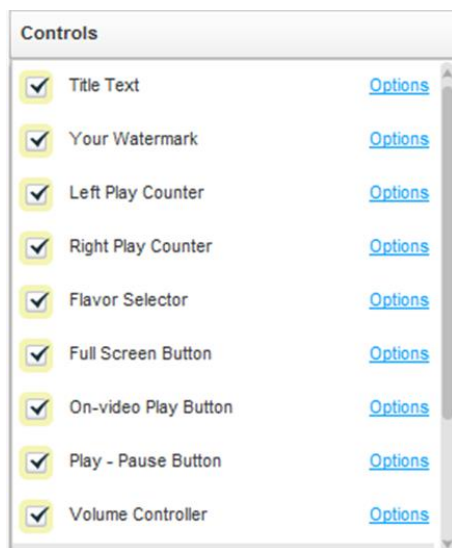 Controls
Title Text Options
Your Watermark Options
Left Play Counter Options
Right Play Counter Options
Flavor Selector Options
Full Screen Button Options
On-video Play Button Options
Play - Pause Button Options
Volume Controller Options